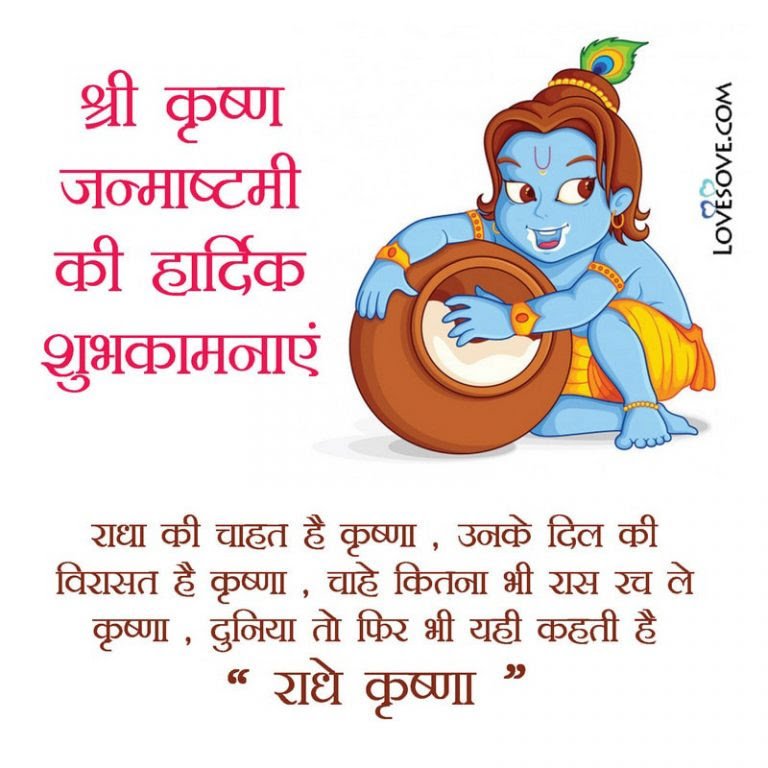 श्री कृष्ण
जन्माष्टमी
की हार्दिक
शुभकामनाएं
LOVESOVE.COM
राधा की चाहत है कृष्णा , उनके दिल की
विरासत है कृष्णा , चाहे कितना भी रास रच ले
कृष्णा , दुनिया तो फिर भी यही कहती है
“ राधे कृष्णा ”